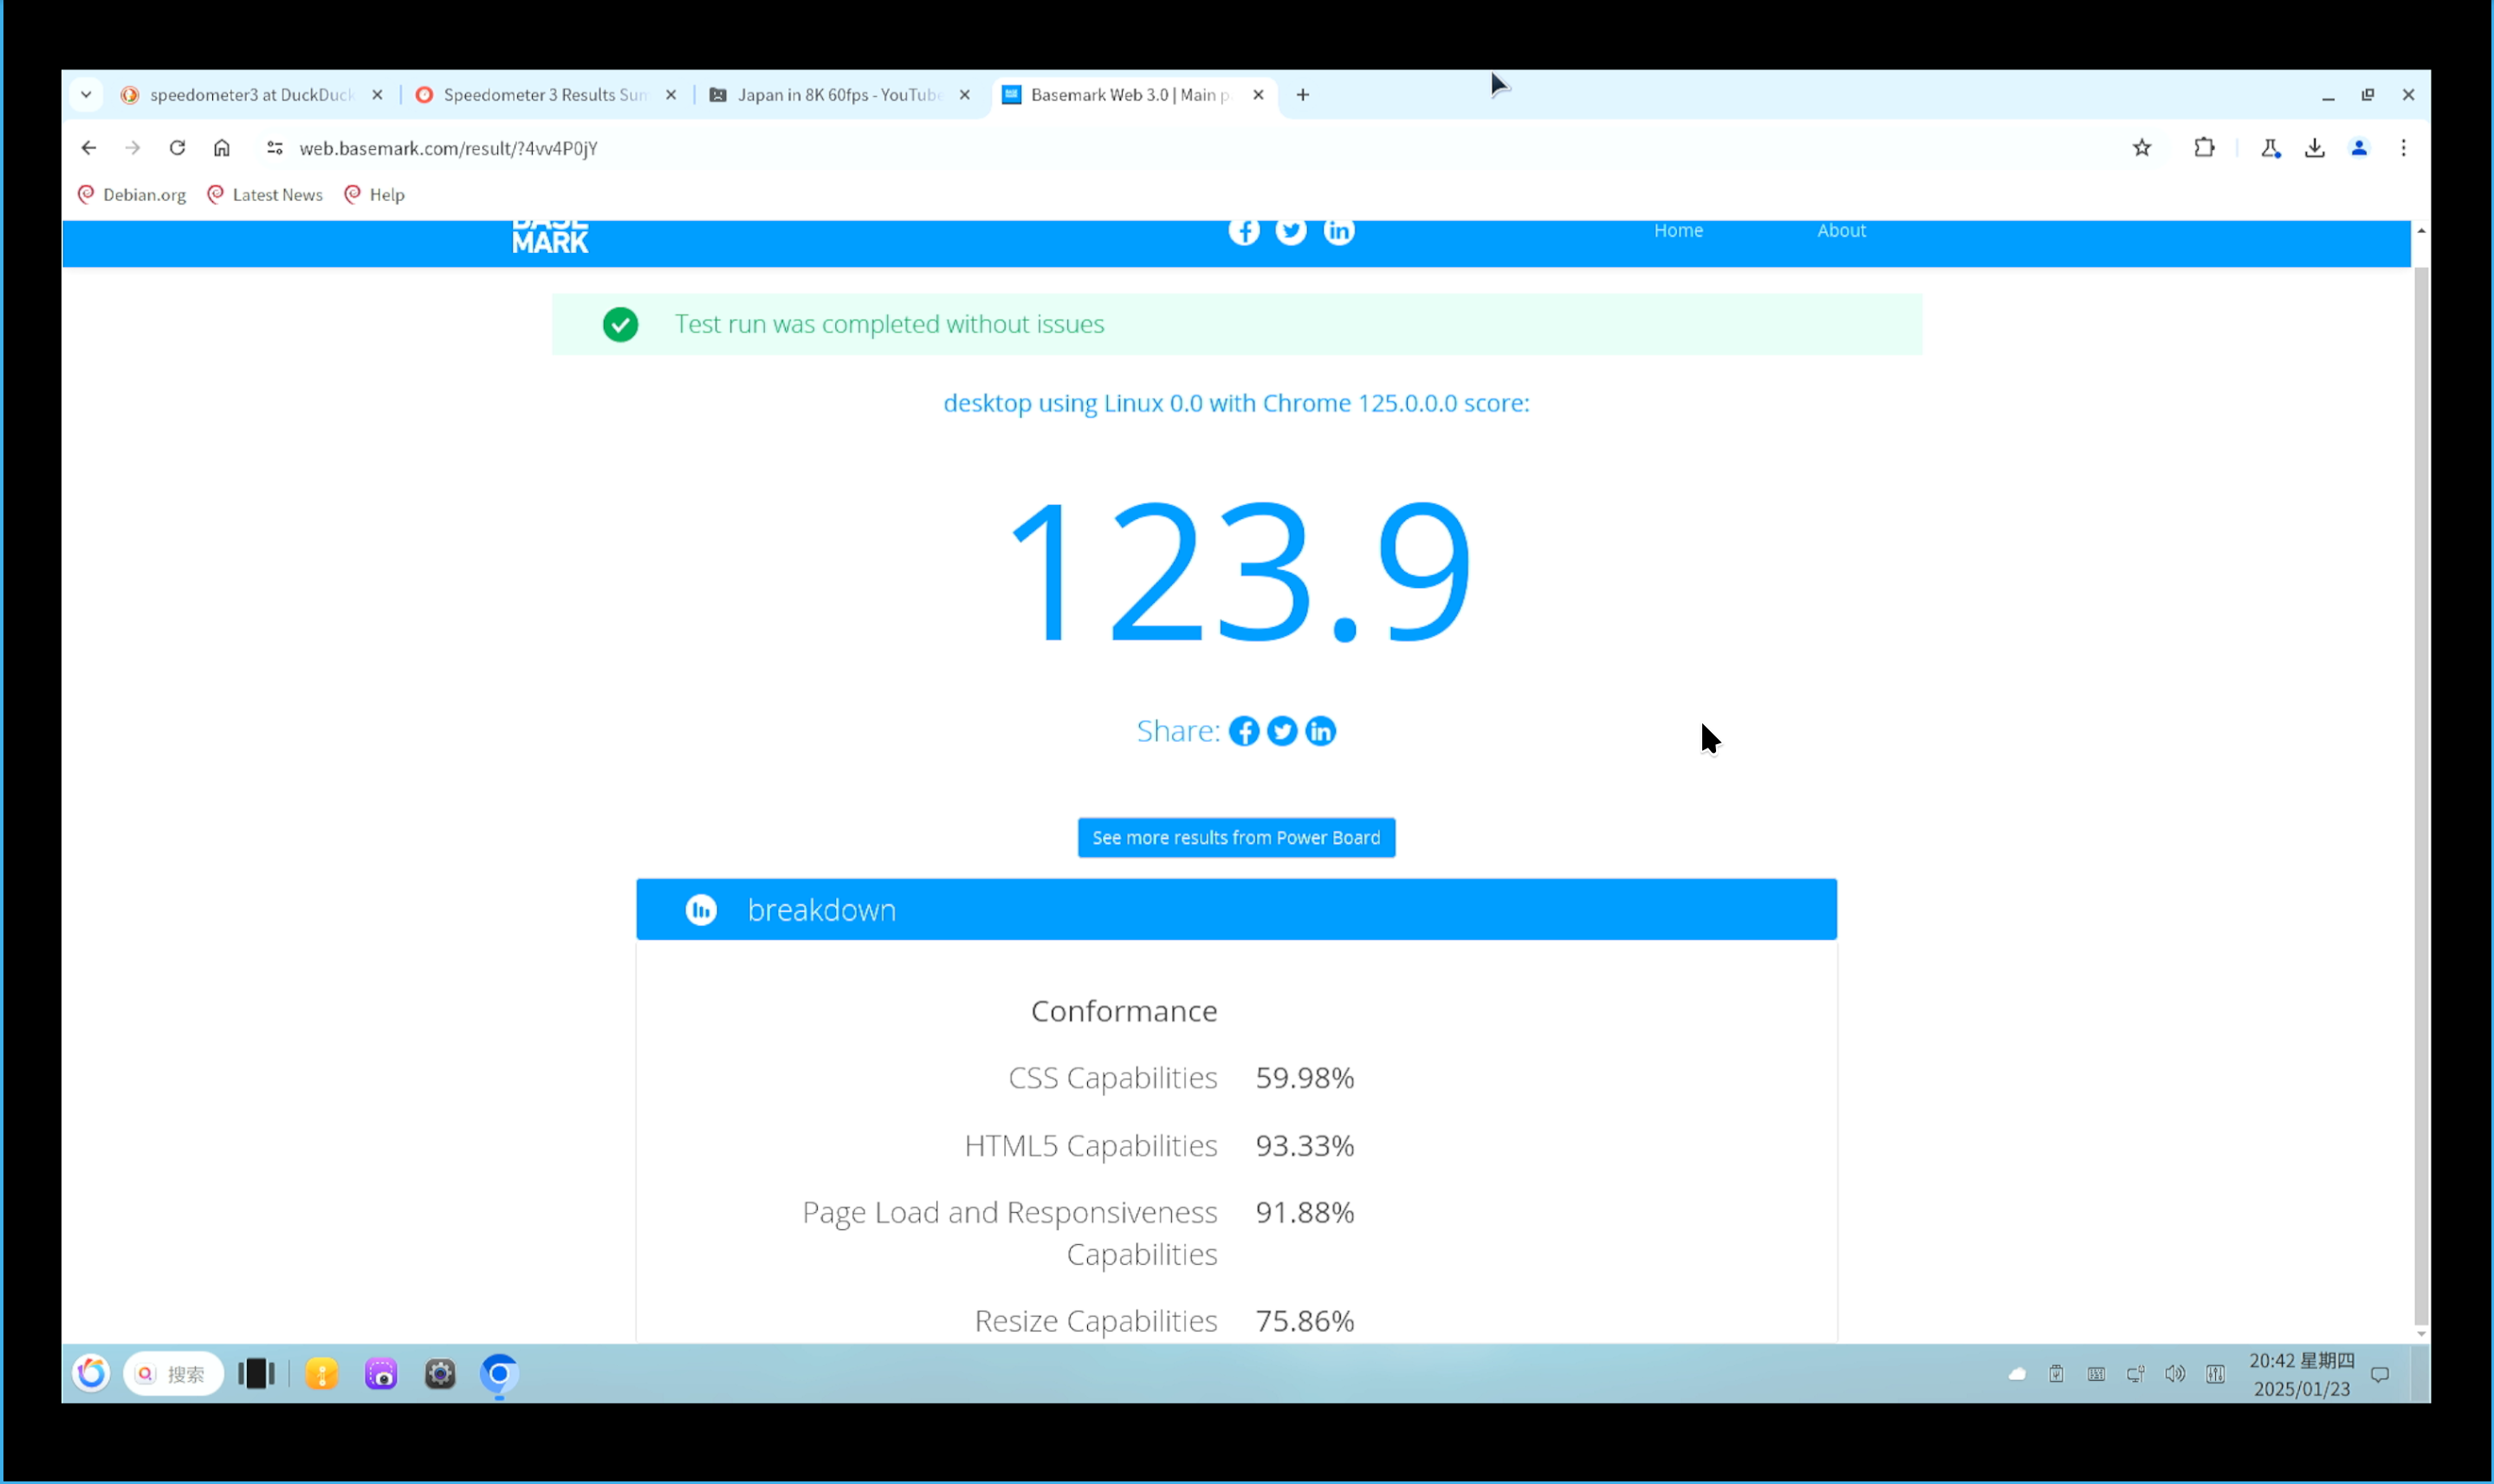 speedometer3 at DuckDuck
Speedometer 3 Results Sum
Japan in 8K 60fps - YouTube
Basemark Web 3.0 | Main p
web.basemark.com/result/?4vv4P0jY
Debian.org
Latest News
Help
BASE
MARK
Home
About
Test run was completed without issues
desktop using Linux 0.0 with Chrome 125.0.0.0 score:
123.9
Share:
See more results from Power Board
breakdown
Conformance
CSS Capabilities 59.98%
HTML5 Capabilities 93.33%
Page Load and Responsiveness 91.88%
Capabilities
Resize Capabilities 75.86%
搜索
20:42 星期四
2025/01/23